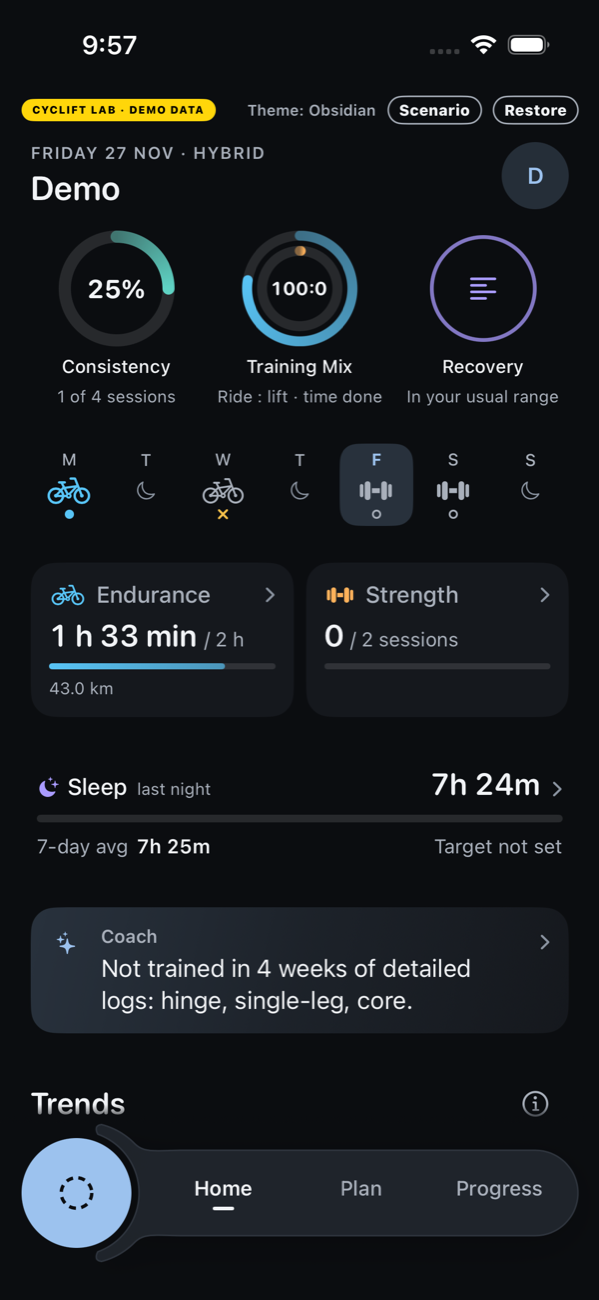 9:57
CYCLIFT LAB · DEMO DATA
Theme: Obsidian
Scenario
Restore
FRIDAY 27 NOV · HYBRID
Demo
D
25%
100:0
Consistency
Training Mix
Recovery
1 of 4 sessions
Ride : lift · time done
In your usual range
M T W T F S S
Endurance
1 h 33 min / 2 h
43.0 km
Strength
0 / 2 sessions
Sleep last night
7h 24m
7-day avg 7h 25m
Target not set
Coach
Not trained in 4 weeks of detailed
logs: hinge, single-leg, core.
Trends
Home
Plan
Progress